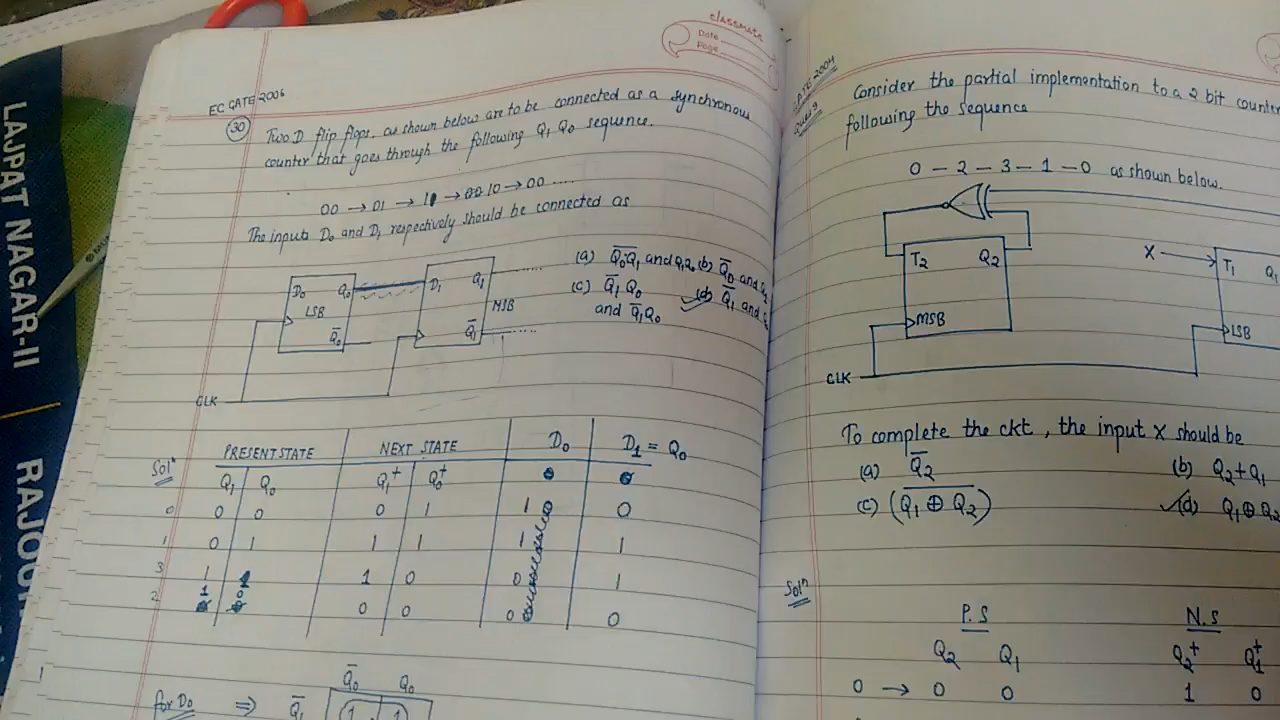 LAJPAT NAGAR-II
RAJOU
classmate
Date
Page
EC GATE 2006
30
Two D flip flops, as shown below are to be connected as a synchronous
counter that goes through the following Q1 Q0 sequence.
00 → 01 → 11 → 10 → 00 ....
The inputs D0 and D1 respectively should be connected as
(a) Q̅0Q̅1 and Q1Q0 (b) Q̅0 and Q1
(c) Q̅1 Q0
and Q̅1Q0
(d) Q̅1 and Q0
D0 Q0
LSB
Q̅0
D1 Q1
MSB
Q̅1
CLK
Solⁿ
PRESENT STATE NEXT STATE D0 D1 = Q0
Q1 Q0 Q1+ Q0+
0 0 0 0 1 1 0
1 0 1 1 1 1 1
3 1 1 1 0 0 1
2 1 0 0 0 0 0
for D0 ⇒ Q̅1
Q̅0 Q0
1 1
GATE 2004
Consider the partial implementation to a 2 bit counter
following the sequence
0 - 2 - 3 - 1 - 0 as shown below.
T2 Q2
MSB
X
T1 Q1
LSB
CLK
To complete the ckt, the input X should be
(a) Q̅2 (b) Q2+Q1
(c) (Q1 ⊕ Q2)̅ (d) Q1⊕Q2
Solⁿ
P.S N.S
Q2 Q1 Q2+ Q1+
0 → 0 0 1 0